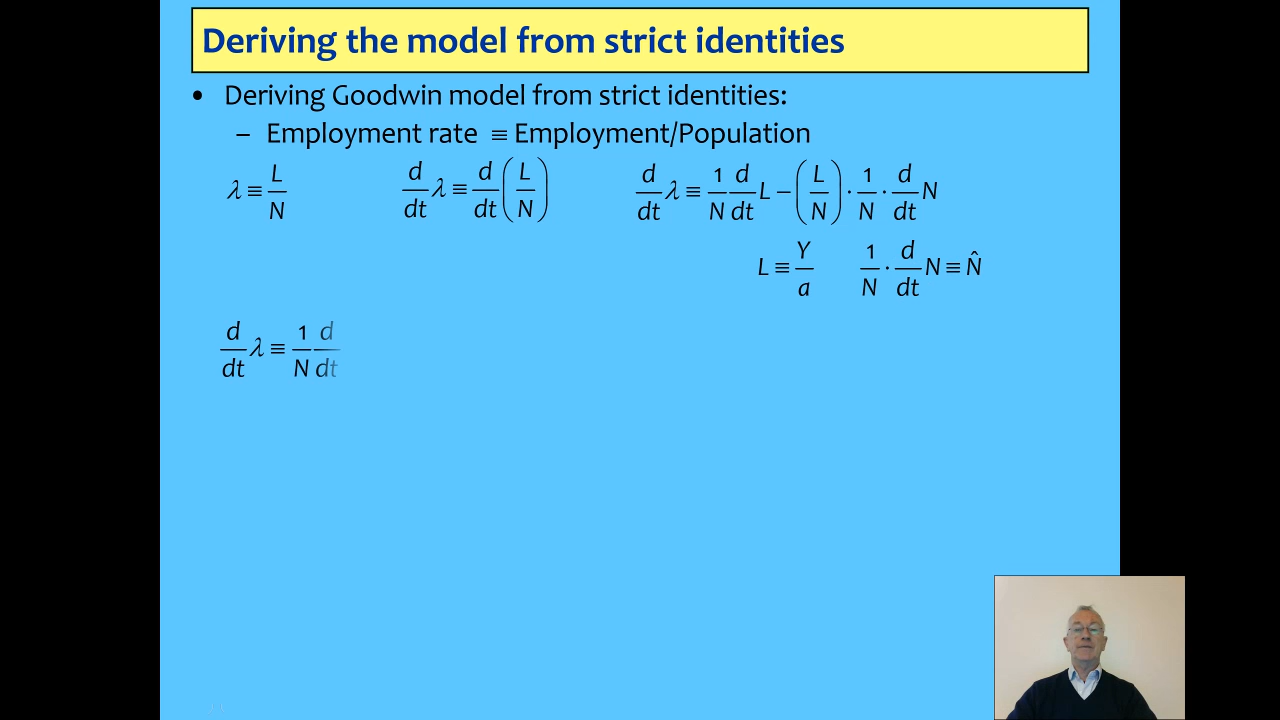 Deriving the model from strict identities
• Deriving Goodwin model from strict identities:
– Employment rate ≡ Employment/Population
λ ≡ L/N    d/dt λ ≡ d/dt (L/N)    d/dt λ ≡ 1/N d/dt L − (L/N) · 1/N · d/dt N
L ≡ Y/a    1/N · d/dt N ≡ N̂
d/dt λ ≡ 1/N d/dt